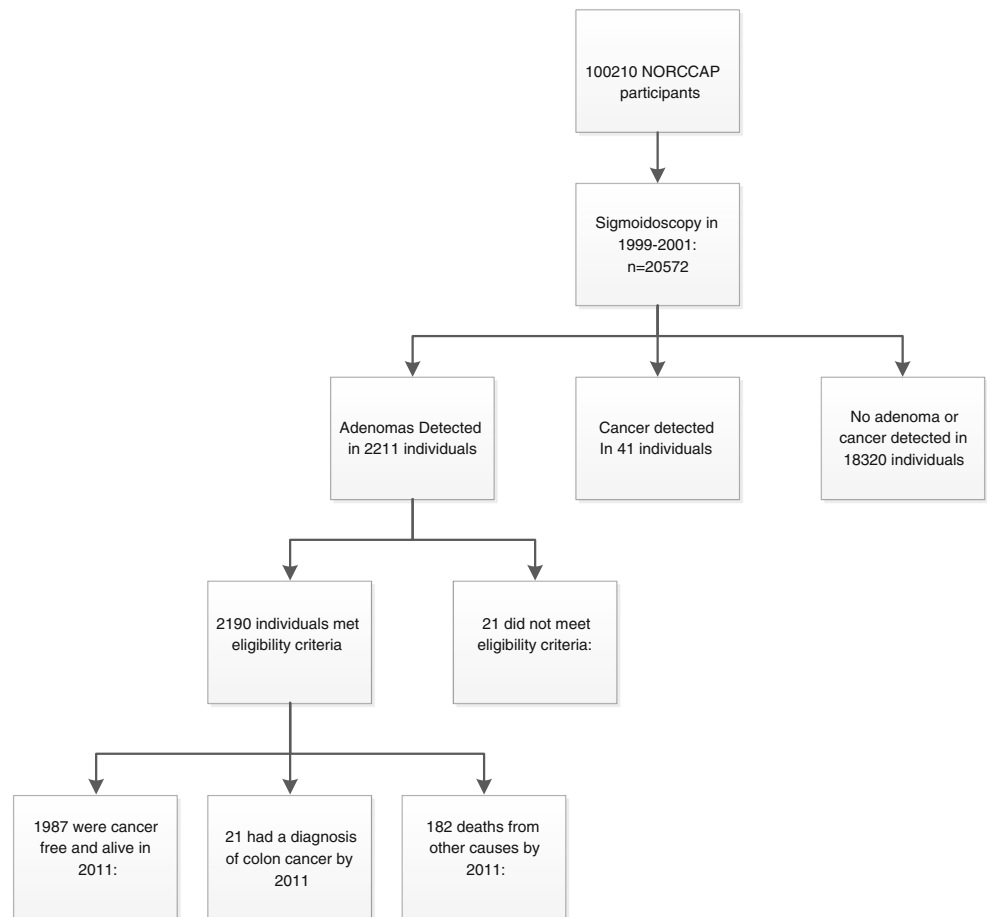 100210 NORCCAP
participants
Sigmoidoscopy in
1999-2001:
n=20572
Adenomas Detected
in 2211 individuals
Cancer detected
In 41 individuals
No adenoma or
cancer detected in
18320 individuals
2190 individuals met
eligibility criteria
21 did not meet
eligibility criteria:
1987 were cancer
free and alive in
2011:
21 had a diagnosis
of colon cancer by
2011
182 deaths from
other causes by
2011: